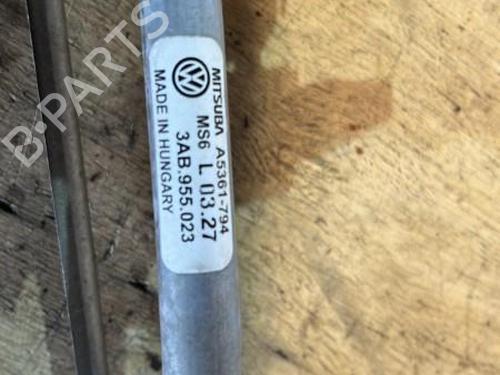 B-PARTS
MITSUBA A5361-794
MS6 L 03.27
3AB.955.023
MADE IN HUNGARY